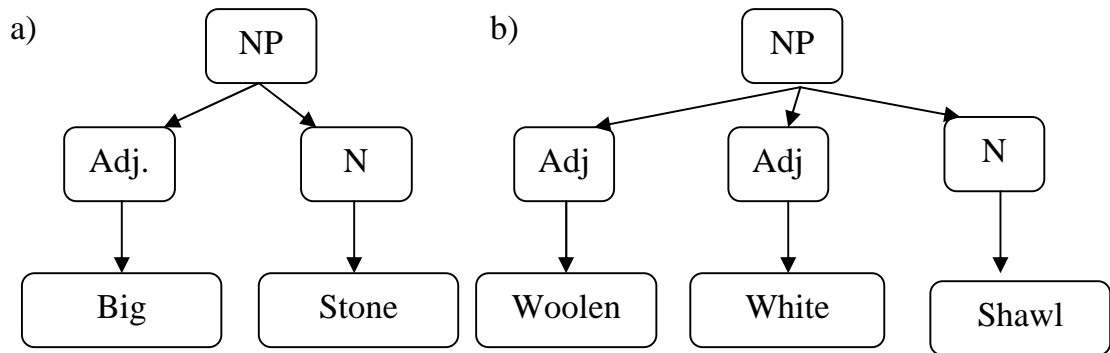 a)
NP
Adj.
N
Big
Stone
b)
NP
Adj
Adj
N
Woolen
White
Shawl